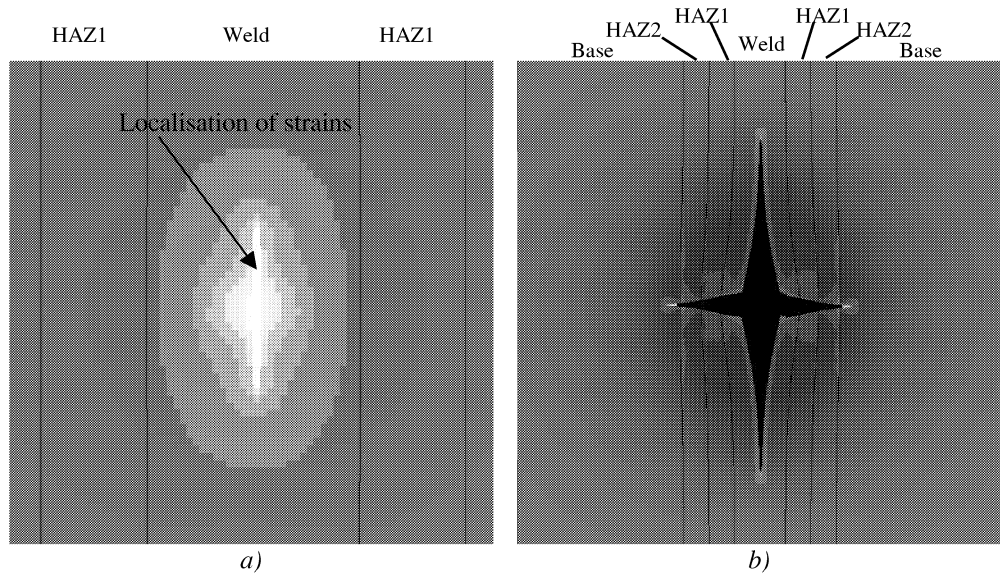 HAZ1 Weld HAZ1
Localisation of strains
a)
HAZ1 HAZ1
HAZ2 Weld HAZ2
Base Base
b)